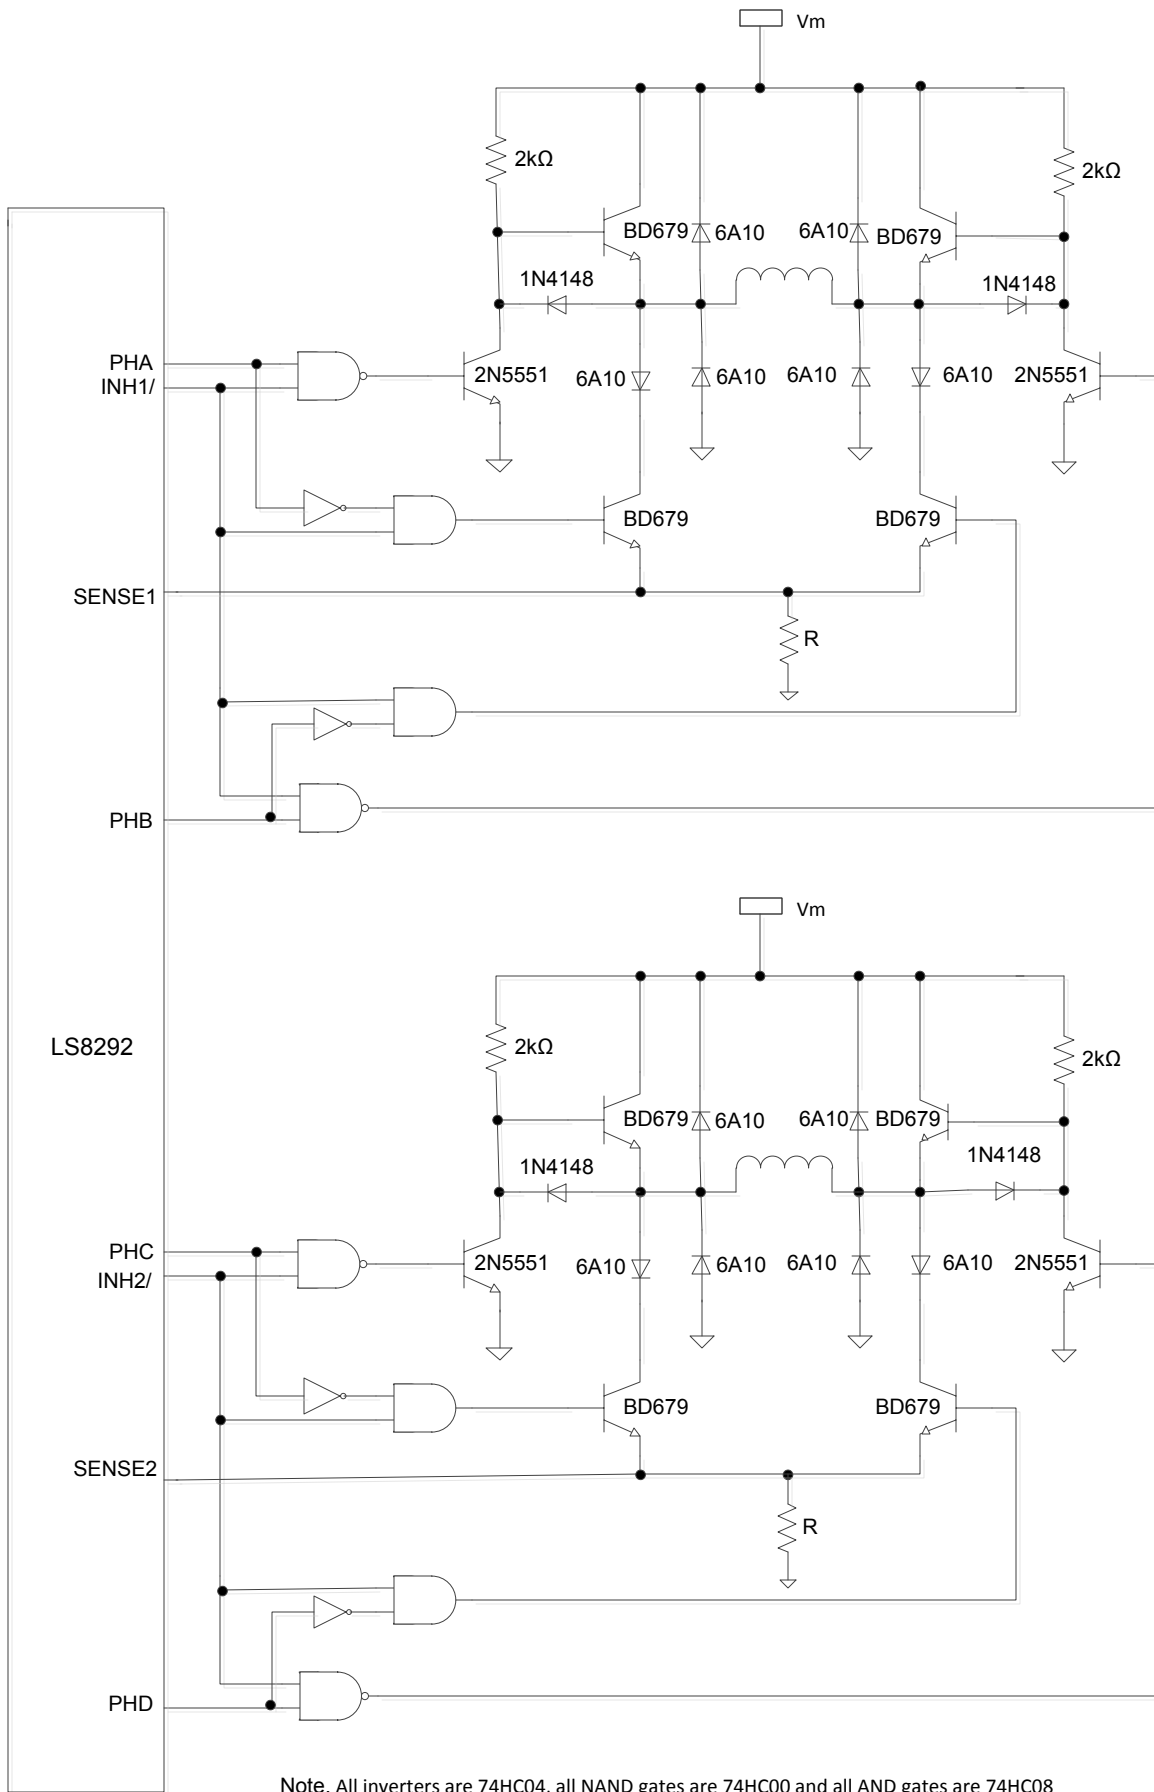 Vm
2kΩ
2kΩ
BD679
6A10
6A10
BD679
1N4148
1N4148
PHA
INH1/
2N5551
6A10
6A10
6A10
6A10
2N5551
BD679
BD679
SENSE1
R
PHB
Vm
LS8292
2kΩ
2kΩ
BD679
6A10
6A10
BD679
1N4148
1N4148
PHC
INH2/
2N5551
6A10
6A10
6A10
6A10
2N5551
BD679
BD679
SENSE2
R
PHD
Note. All inverters are 74HC04, all NAND gates are 74HC00 and all AND gates are 74HC08